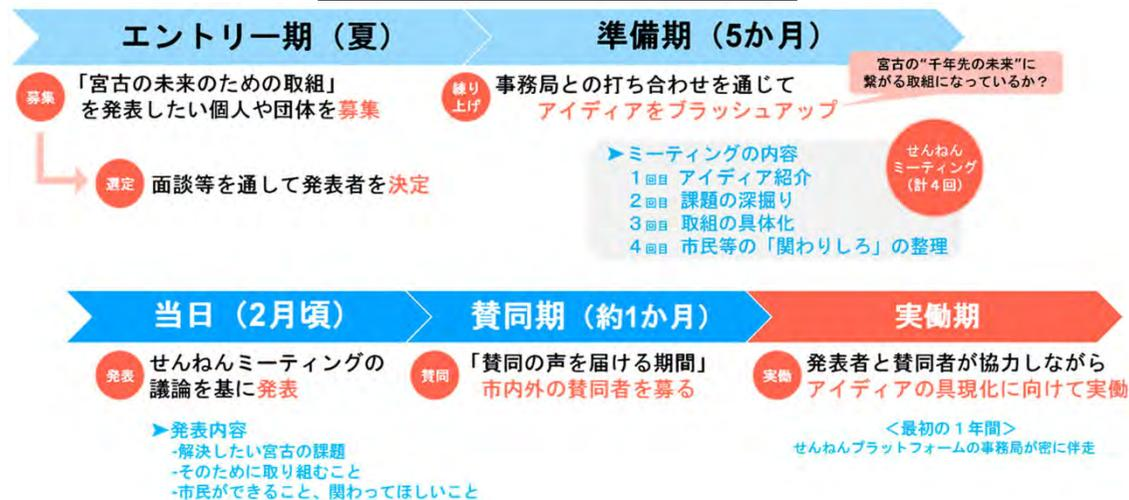 エントリー期（夏）
募集
「宮古の未来のための取組」
を発表したい個人や団体を募集
選定
面談等を通して発表者を決定
準備期（5か月）
練り
上げ
事務局との打ち合わせを通じて
アイディアをブラッシュアップ
宮古の“千年先の未来”に
繋がる取組になっているか？
➤ミーティングの内容
1回目 アイディア紹介
2回目 課題の深掘り
3回目 取組の具体化
4回目 市民等の「関わりしろ」の整理
せんねん
ミーティング
（計４回）
当日（2月頃）
発表
せんねんミーティングの
議論を基に発表
➤発表内容
-解決したい宮古の課題
-そのために取り組むこと
-市民ができること、関わってほしいこと
賛同期（約1か月）
賛同
「賛同の声を届ける期間」
市内外の賛同者を募る
実働期
実働
発表者と賛同者が協力しながら
アイディアの具現化に向けて実働
＜最初の１年間＞
せんねんプラットフォームの事務局が密に伴走